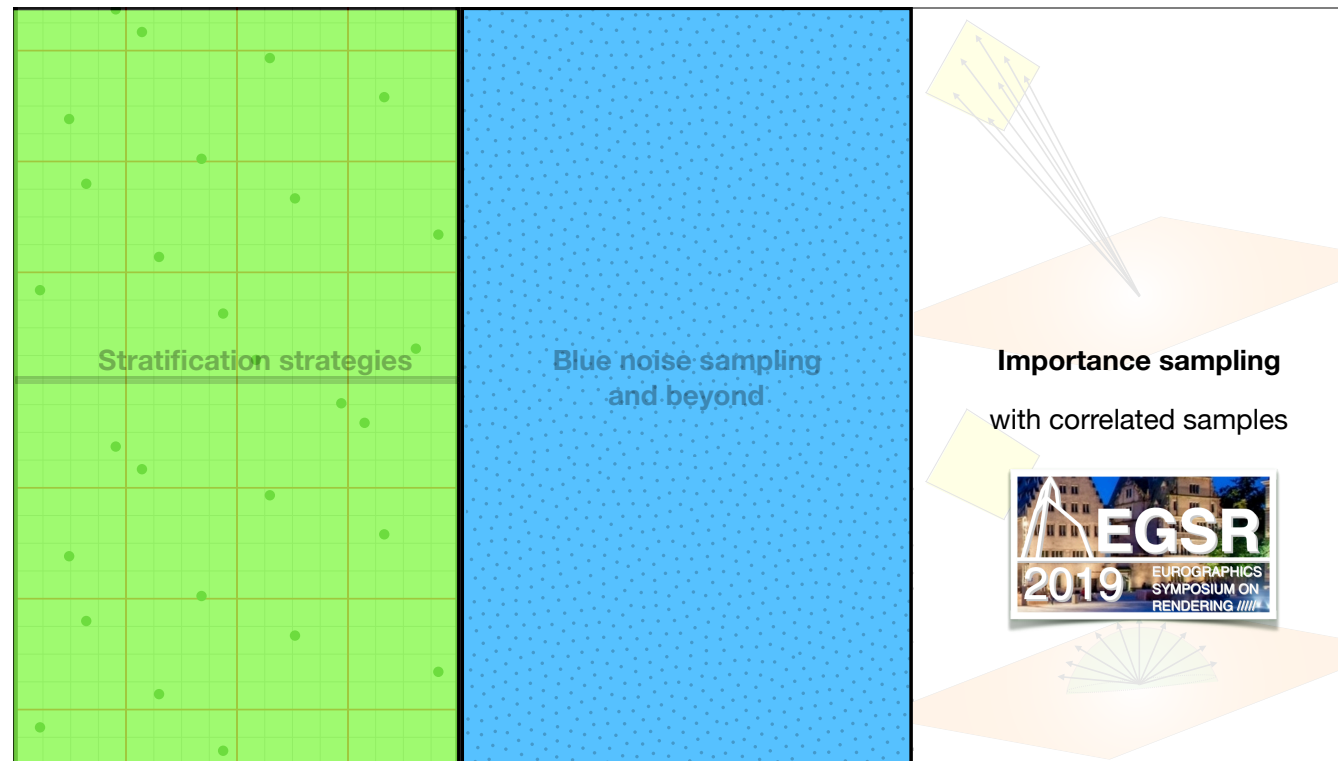 Stratification strategies
Blue noise sampling
and beyond
Importance sampling
with correlated samples
EGSR
2019
EUROGRAPHICS
SYMPOSIUM ON
RENDERING /////